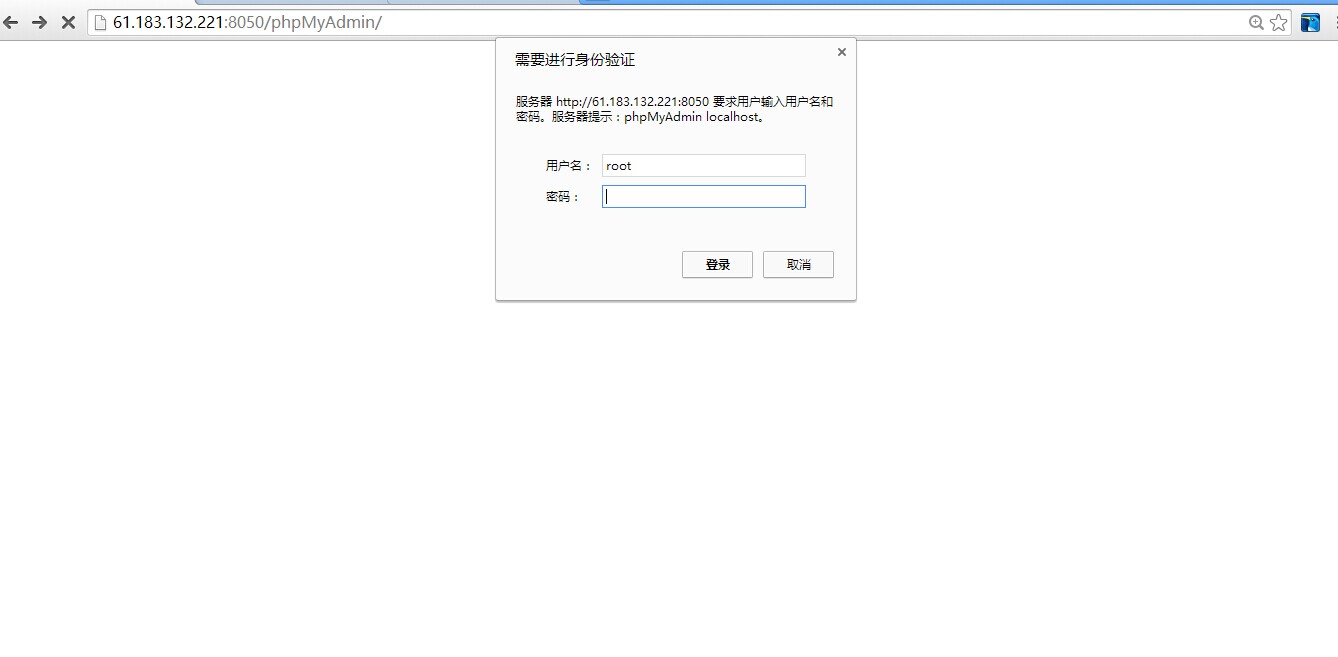 61.183.132.221:8050/phpMyAdmin/
需要进行身份验证
服务器 http://61.183.132.221:8050 要求用户输入用户名和
密码。服务器提示：phpMyAdmin localhost。
用户名： root
密码：
登录 取消